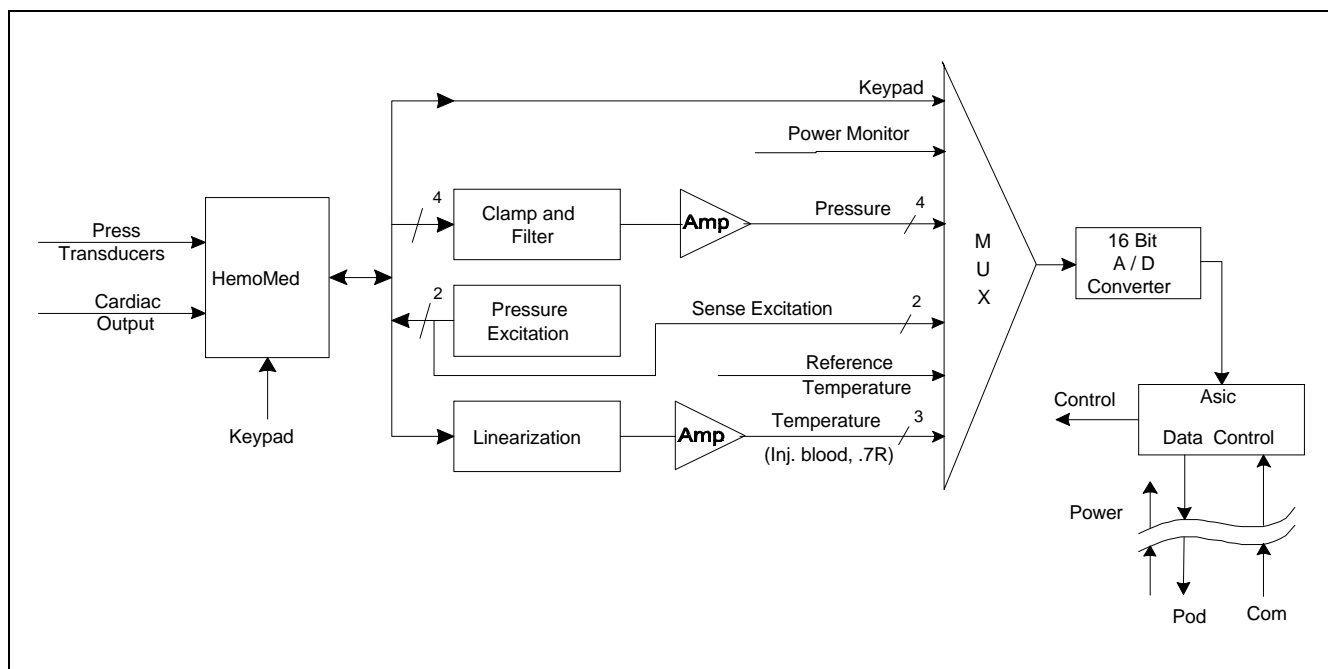 Press
Transducers
Cardiac
Output
HemoMed
Keypad
4
Clamp and
Filter
Amp
Pressure
4
2
Pressure
Excitation
Sense Excitation
2
Reference
Temperature
Linearization
Amp
Temperature
3
(Inj. blood, .7R)
Keypad
Power Monitor
M
U
X
16 Bit
A / D
Converter
Control
Asic
Data Control
Power
Pod
Com